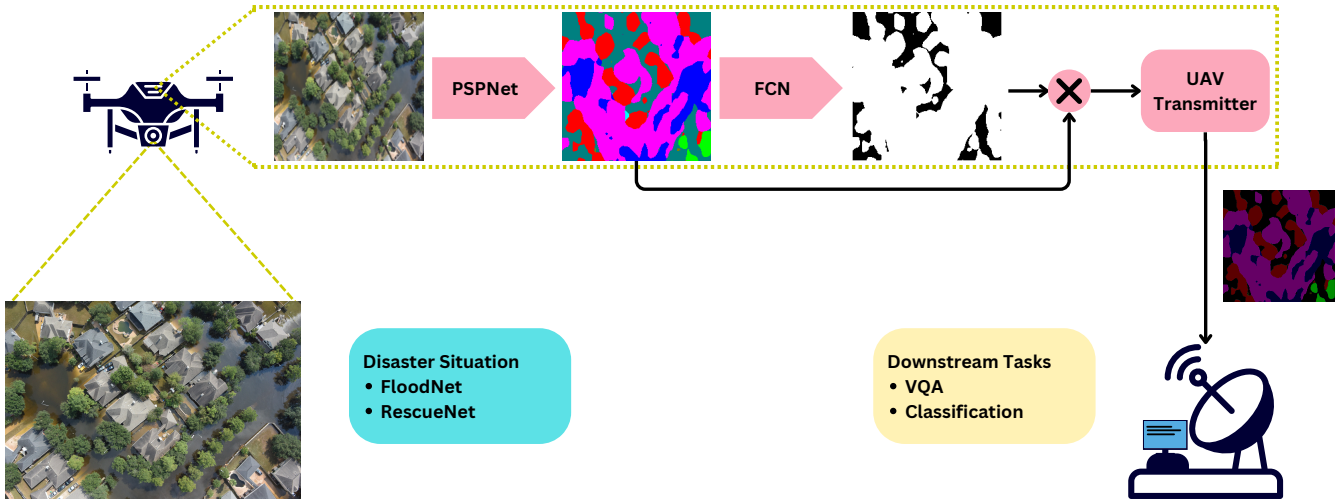 PSPNet
FCN
UAV
Transmitter
Disaster Situation
• FloodNet
• RescueNet
Downstream Tasks
• VQA
• Classification